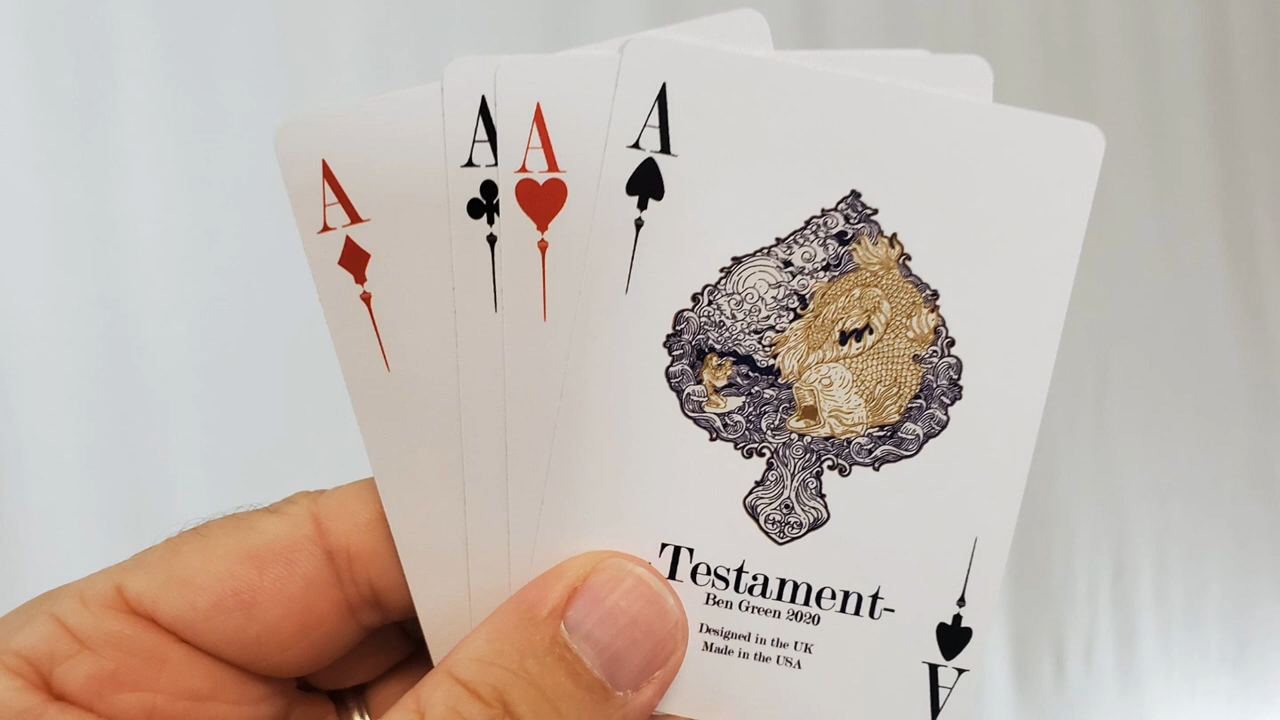 A
A
A
A
-Testament-
Ben Green 2020
Designed in the UK
Made in the USA
A